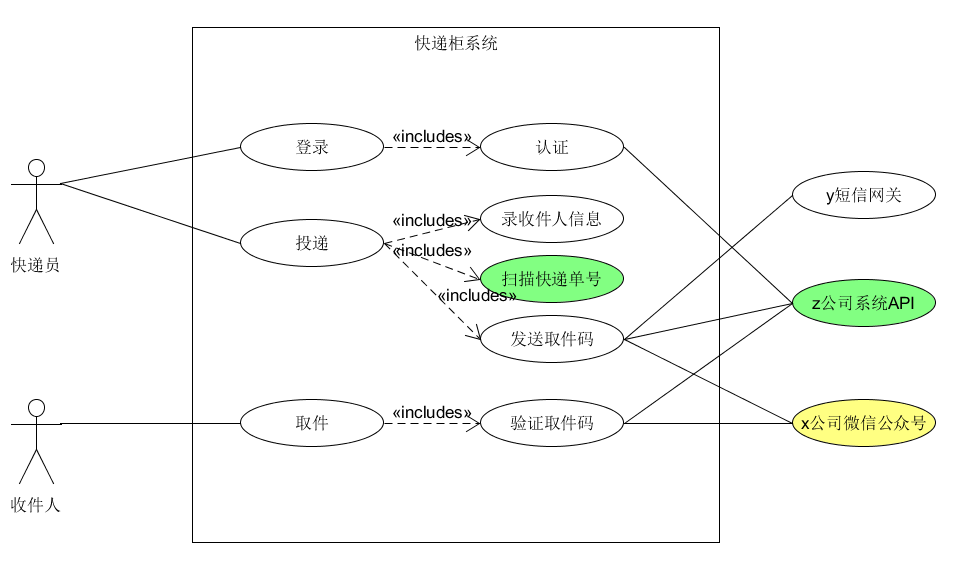 快递柜系统
登录
«includes»
认证
y短信网关
快递员
投递
«includes»
录收件人信息
«includes»
扫描快递单号
«includes»
发送取件码
z公司系统API
收件人
取件
«includes»
验证取件码
x公司微信公众号